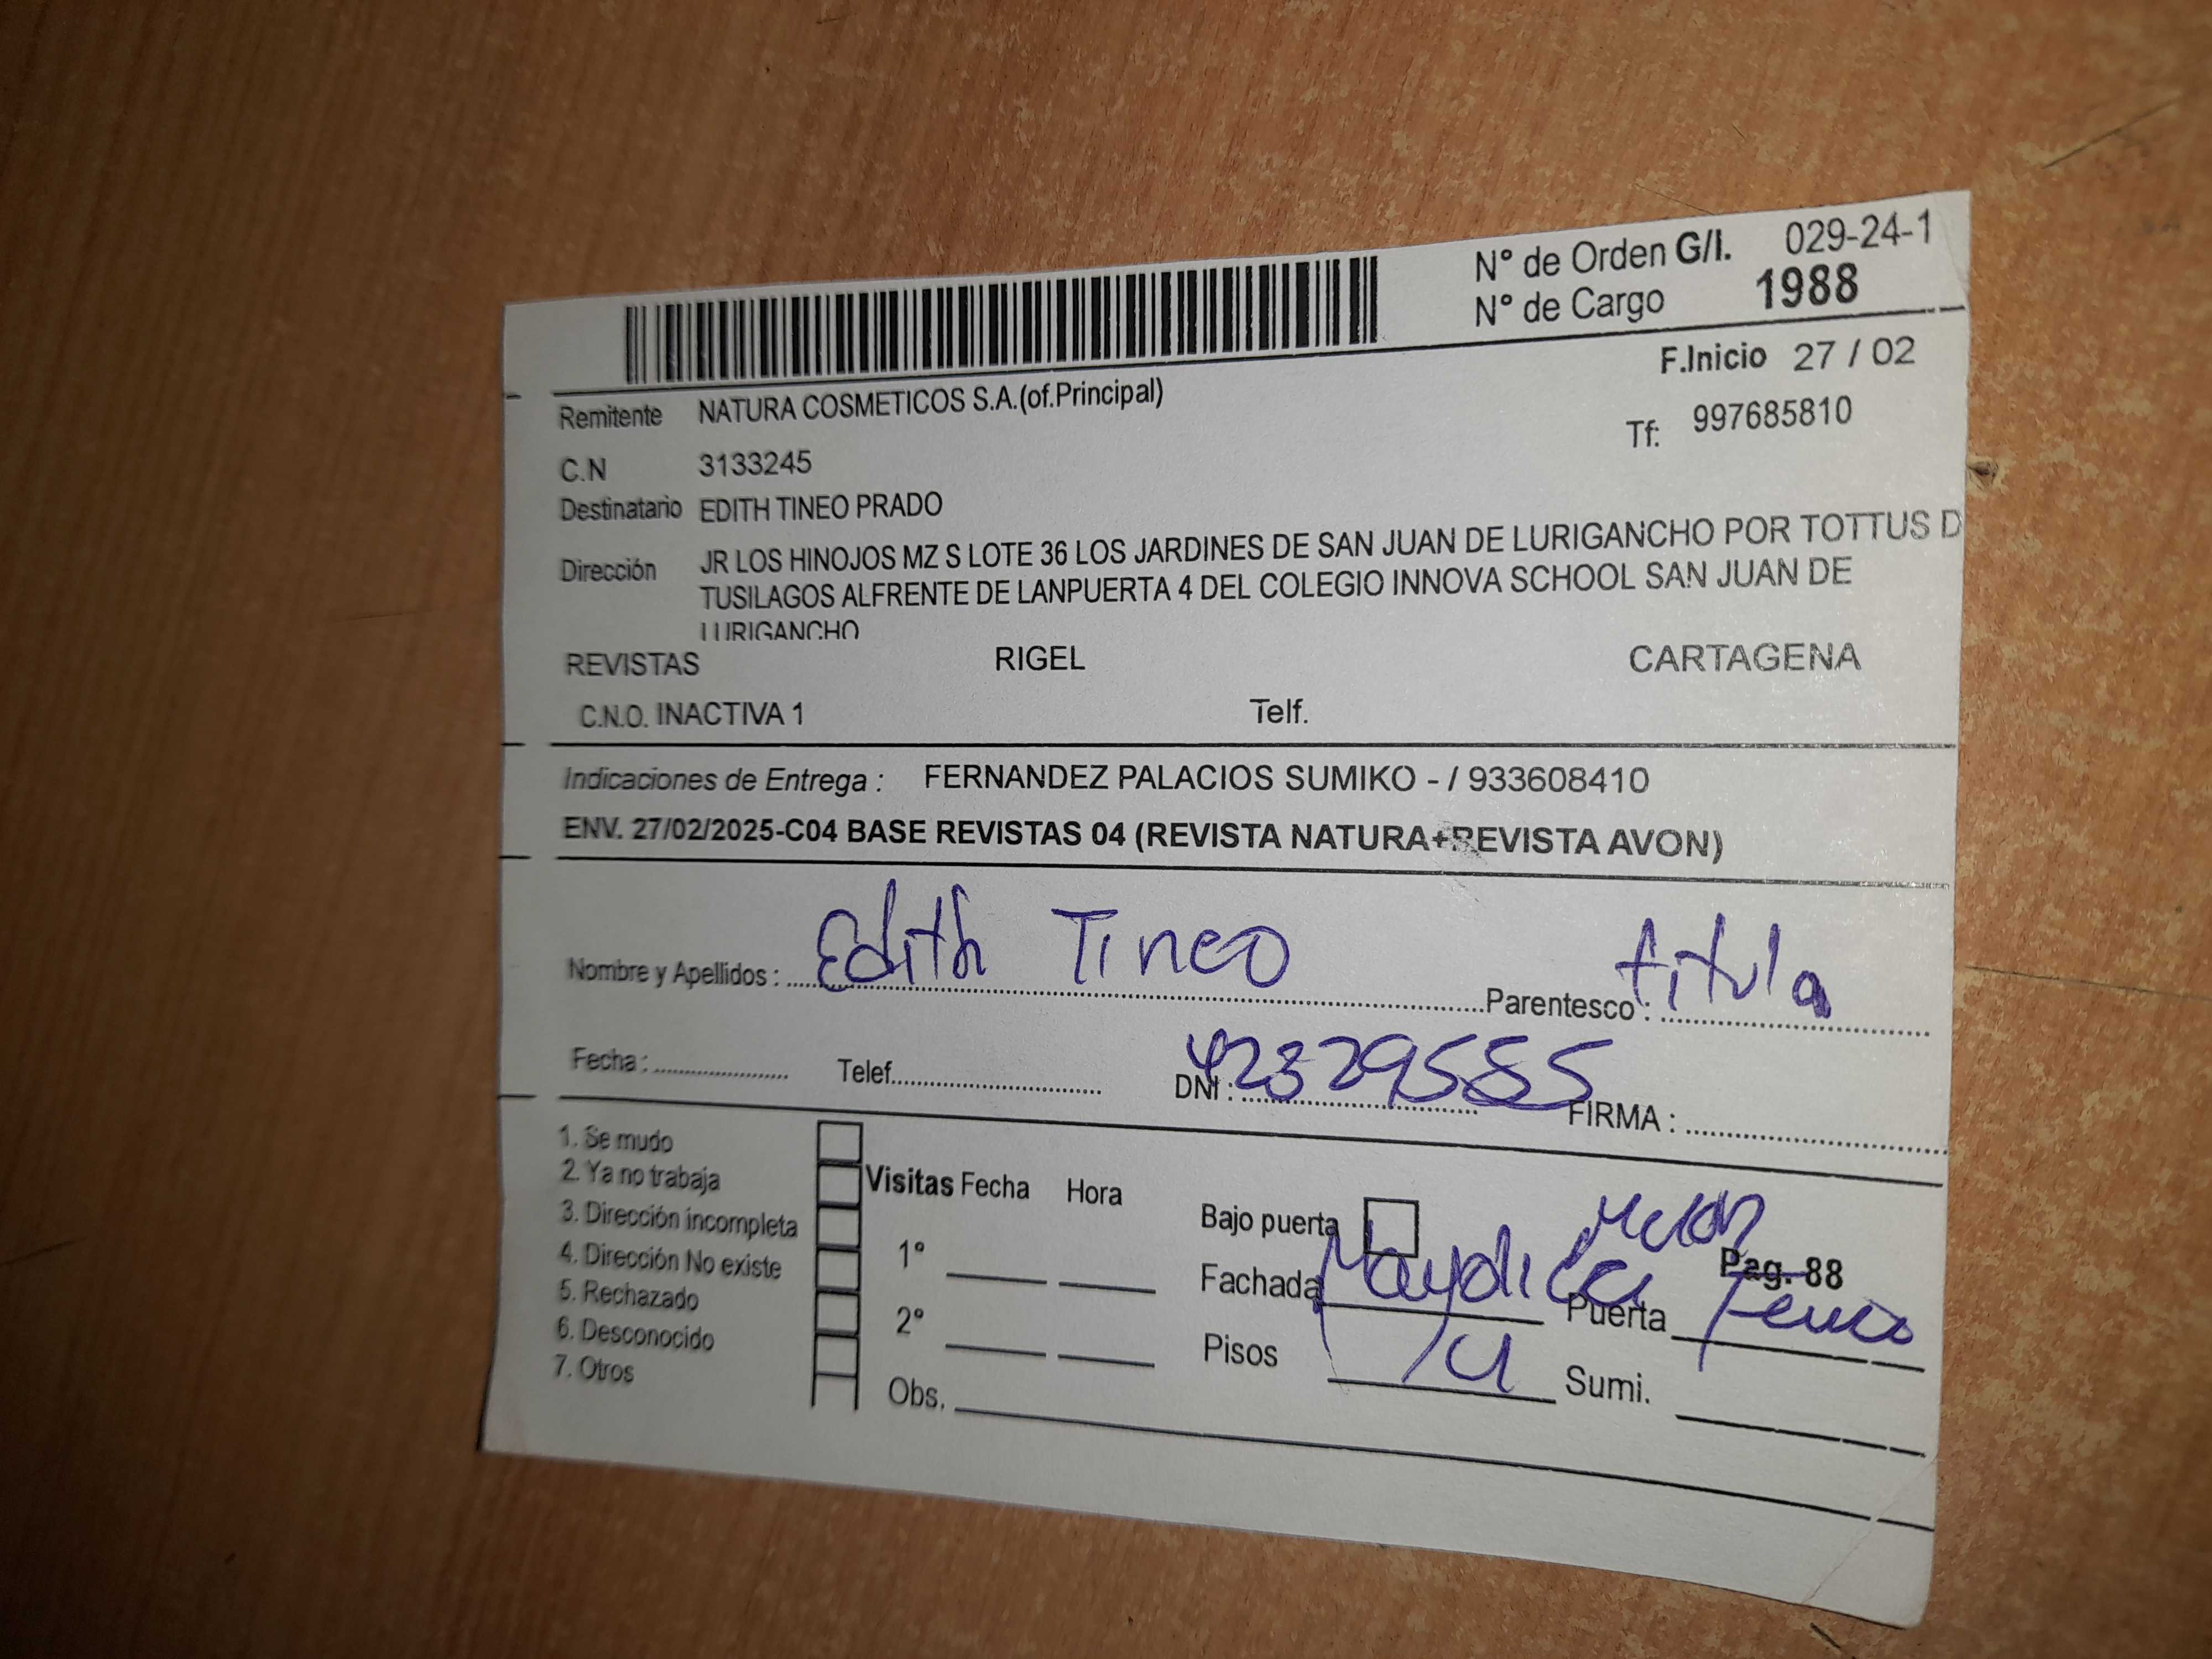 N° de Orden G/I. 029-24-1
N° de Cargo 1988
F.Inicio 27 / 02
Remitente NATURA COSMETICOS S.A.(of.Principal)
Tf: 997685810
C.N 3133245
Destinatario EDITH TINEO PRADO
Dirección JR LOS HINOJOS MZ S LOTE 36 LOS JARDINES DE SAN JUAN DE LURIGANCHO POR TOTTUS D
TUSILAGOS ALFRENTE DE LANPUERTA 4 DEL COLEGIO INNOVA SCHOOL SAN JUAN DE
LURIGANCHO
REVISTAS RIGEL CARTAGENA
C.N.O. INACTIVA 1 Telf.
Indicaciones de Entrega : FERNANDEZ PALACIOS SUMIKO - / 933608410
ENV. 27/02/2025-C04 BASE REVISTAS 04 (REVISTA NATURA+REVISTA AVON)
Nombre y Apellidos : Edith Tineo Parentesco : titula
Fecha : Telef. DNI : 42329555 FIRMA :
1. Se mudo
2. Ya no trabaja
3. Dirección incompleta
4. Dirección No existe
5. Rechazado
6. Desconocido
7. Otros
Visitas Fecha Hora
1°
2°
Obs.
Bajo puerta
Pag. 88
Fachada Puerta
Pisos Sumi.